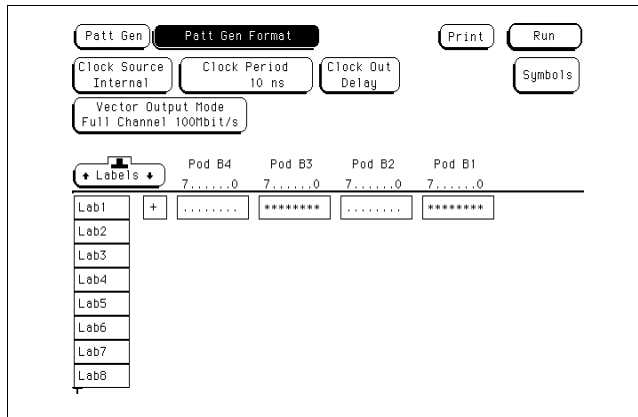 Patt Gen Patt Gen Format Print Run
Clock Source Clock Period Clock Out Symbols
Internal 10 ns Delay
Vector Output Mode
Full Channel 100Mbit/s
Labels Pod B4 Pod B3 Pod B2 Pod B1
7......0 7......0 7......0 7......0
Lab1 + ........ ******** ........ ********
Lab2
Lab3
Lab4
Lab5
Lab6
Lab7
Lab8